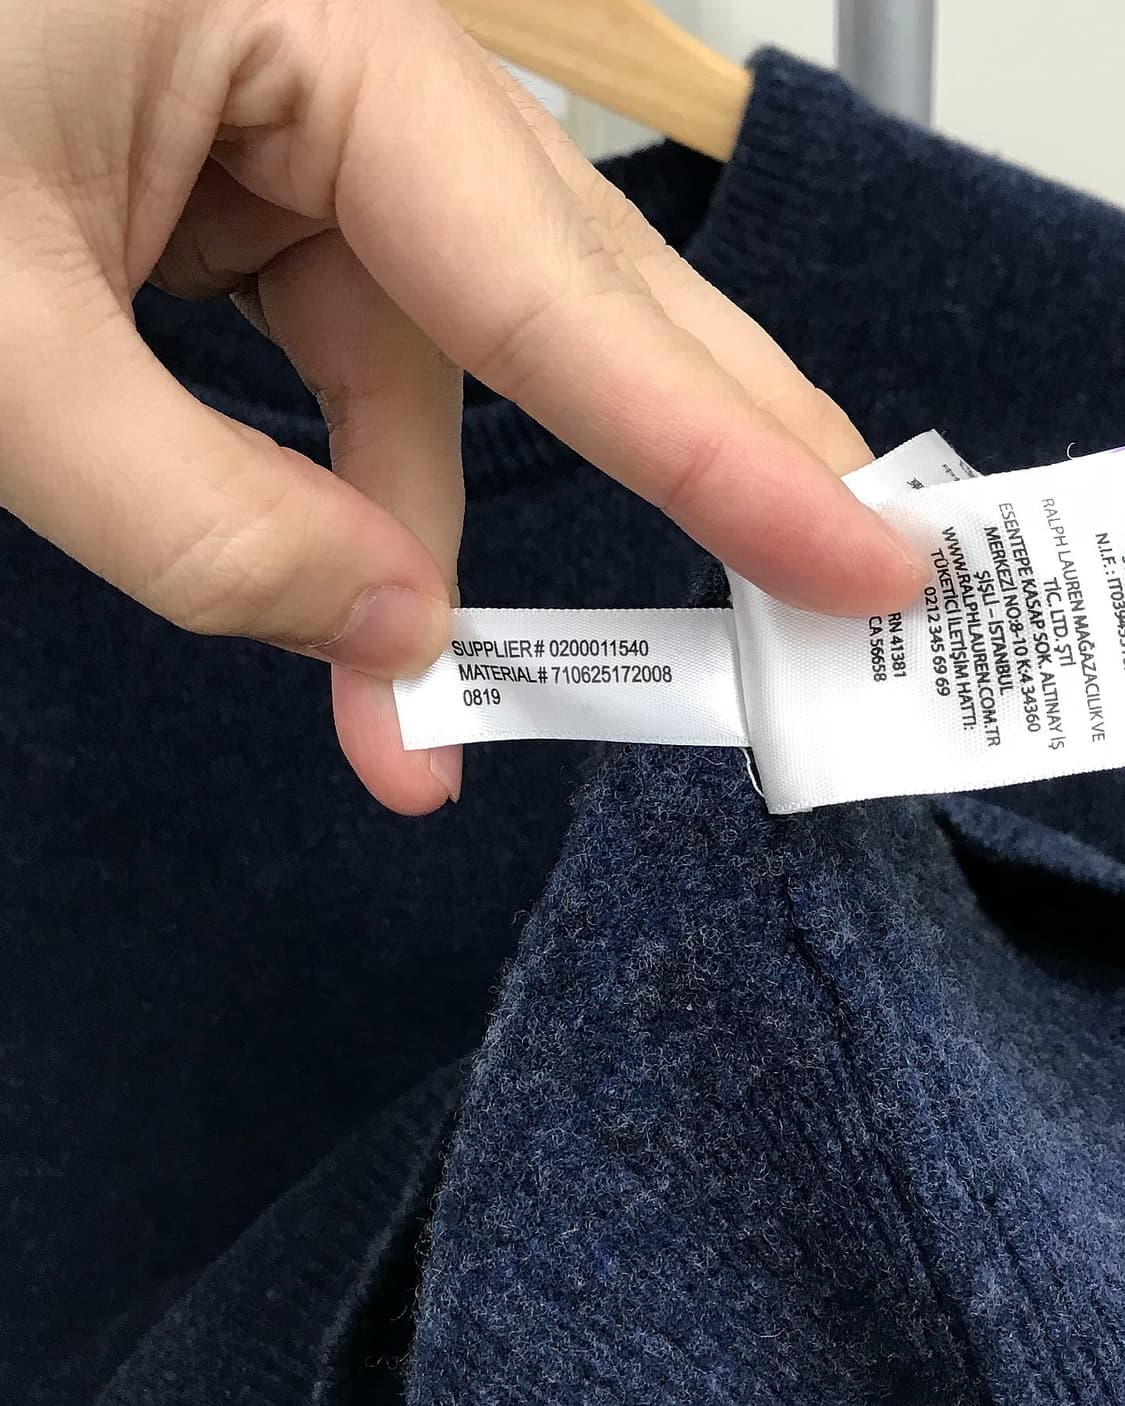 SUPPLIER# 0200011540
MATERIAL# 710625172008
0819
RALPH LAUREN MAĞAZACILIK VE
TİC. LTD. ŞTİ
ESENTEPE KASAP SOK. ALTINAY İŞ
MERKEZİ NO:8-10 K:4 34360
ŞİŞLİ - İSTANBUL
WWW.RALPHLAUREN.COM.TR
TÜKETİCİ İLETİŞİM HATTI:
0212 345 69 69
RN 41381
CA 56658
N.I.F.: